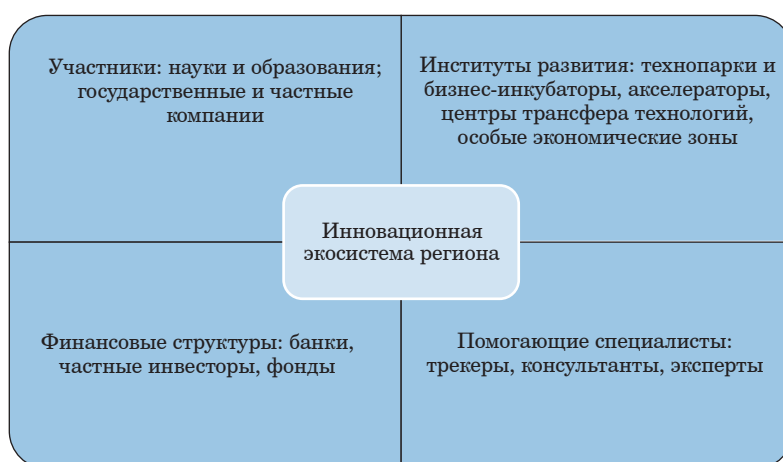 Участники: науки и образования;
государственные и частные
компании
Институты развития: технопарки и
бизнес-инкубаторы, акселераторы,
центры трансфера технологий,
особые экономические зоны
Инновационная
экосистема региона
Финансовые структуры: банки,
частные инвесторы, фонды
Помогающие специалисты:
трекеры, консультанты, эксперты